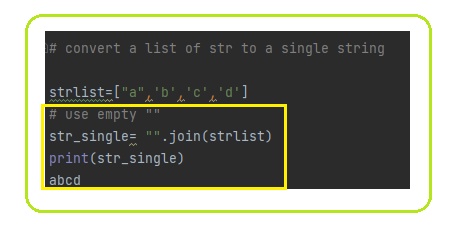 # convert a list of str to a single string
strlist=["a",'b','c','d']
# use empty ""
str_single= "".join(strlist)
print(str_single)
abcd